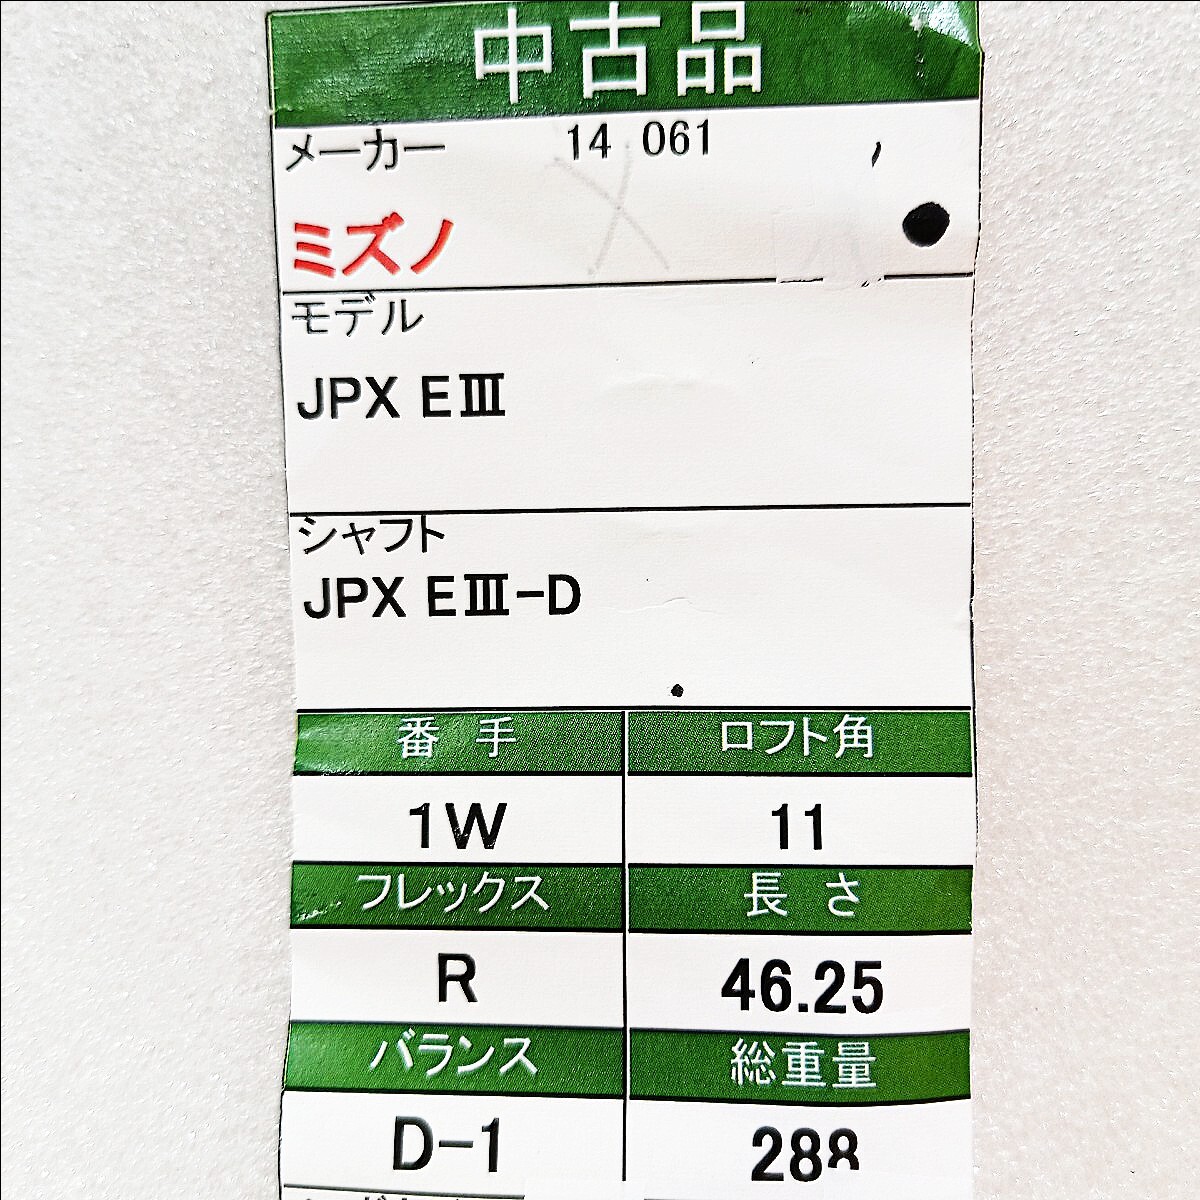 中古品
メーカー 14 061
ミズノ
モデル
JPX EⅢ
シャフト
JPX EⅢ-D
番手 ロフト角
1W 11
フレックス 長さ
R 46.25
バランス 総重量
D-1 288